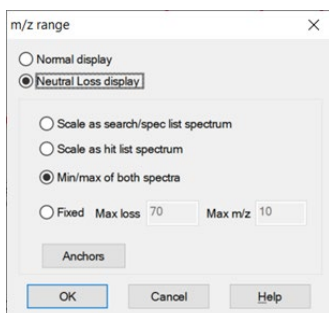 m/z range
Normal display
Neutral Loss display
Scale as search/spec list spectrum
Scale as hit list spectrum
Min/max of both spectra
Fixed Max loss 70 Max m/z 10
Anchors
OK Cancel Help